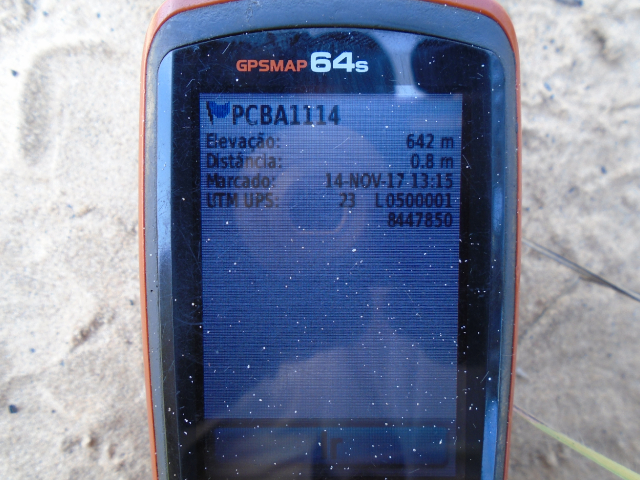 GPSMAP 64s
PCBA1114
Elevação: 642 m
Distância: 0.8 m
Marcado: 14-NOV-17 13:15
UTM UPS: 23 L 0500001
8447850
Ir